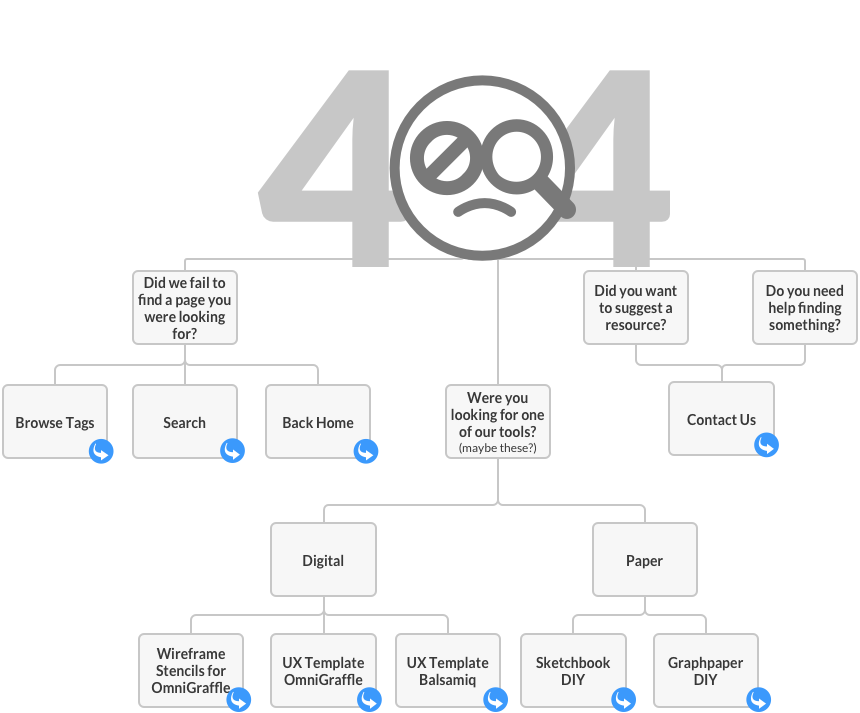 404
Did we fail to
find a page you
were looking
for?
Did you want
to suggest a
resource?
Do you need
help finding
something?
Browse Tags
Search
Back Home
Were you
looking for one
of our tools?
(maybe these?)
Contact Us
Digital
Paper
Wireframe
Stencils for
OmniGraffle
UX Template
OmniGraffle
UX Template
Balsamiq
Sketchbook
DIY
Graphpaper
DIY